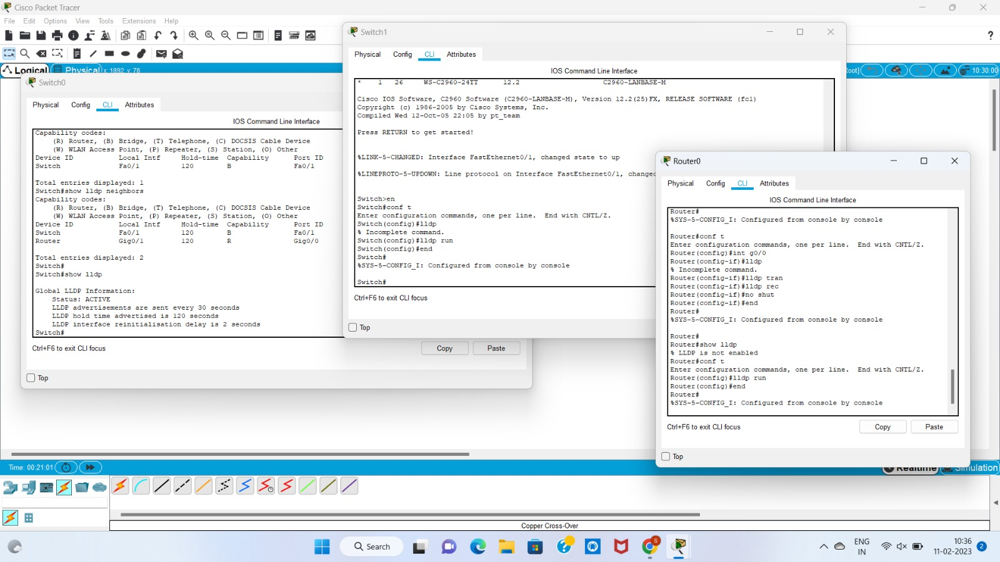 Cisco Packet Tracer
File Edit Options View Tools Extensions Help
Logical Physical x: 1892, y: 78
Root] 10:30:00
Switch0
Physical Config CLI Attributes
IOS Command Line Interface
Capability codes:
(R) Router, (B) Bridge, (T) Telephone, (C) DOCSIS Cable Device
(W) WLAN Access Point, (P) Repeater, (S) Station, (O) Other
Device ID Local Intf Hold-time Capability Port ID
Switch Fa0/1 120 B Fa0/1
Total entries displayed: 1
Switch#show lldp neighbors
Capability codes:
(R) Router, (B) Bridge, (T) Telephone, (C) DOCSIS Cable Device
(W) WLAN Access Point, (P) Repeater, (S) Station, (O) Other
Device ID Local Intf Hold-time Capability Port ID
Switch Fa0/1 120 B Fa0/1
Router Gig0/1 120 R Gig0/0
Total entries displayed: 2
Switch#
Switch#show lldp
Global LLDP Information:
Status: ACTIVE
LLDP advertisements are sent every 30 seconds
LLDP hold time advertised is 120 seconds
LLDP interface reinitialisation delay is 2 seconds
Switch#
Ctrl+F6 to exit CLI focus
Copy Paste
Top
Switch1
Physical Config CLI Attributes
IOS Command Line Interface
* 1 26 WS-C2960-24TT 12.2 C2960-LANBASE-M
Cisco IOS Software, C2960 Software (C2960-LANBASE-M), Version 12.2(25)FX, RELEASE SOFTWARE (fc1)
Copyright (c) 1986-2005 by Cisco Systems, Inc.
Compiled Wed 12-Oct-05 22:05 by pt_team
Press RETURN to get started!
%LINK-5-CHANGED: Interface FastEthernet0/1, changed state to up
%LINEPROTO-5-UPDOWN: Line protocol on Interface FastEthernet0/1, changed
Switch>en
Switch#conf t
Enter configuration commands, one per line. End with CNTL/Z.
Switch(config)#lldp
% Incomplete command.
Switch(config)#lldp run
Switch(config)#end
Switch#
%SYS-5-CONFIG_I: Configured from console by console
Switch#
Ctrl+F6 to exit CLI focus
Top
Router0
Physical Config CLI Attributes
IOS Command Line Interface
Router#
%SYS-5-CONFIG_I: Configured from console by console
Router#conf t
Enter configuration commands, one per line. End with CNTL/Z.
Router(config)#int g0/0
Router(config-if)#lldp
% Incomplete command.
Router(config-if)#lldp tran
Router(config-if)#lldp rec
Router(config-if)#no shut
Router(config-if)#end
Router#
%SYS-5-CONFIG_I: Configured from console by console
Router#
Router#show lldp
% LLDP is not enabled
Router#conf t
Enter configuration commands, one per line. End with CNTL/Z.
Router(config)#lldp run
Router(config)#end
Router#
%SYS-5-CONFIG_I: Configured from console by console
Ctrl+F6 to exit CLI focus
Copy Paste
Top
Time: 00:21:01
Realtime Simulation
Copper Cross-Over
Search
S
ENG
IN
10:36
11-02-2023
2